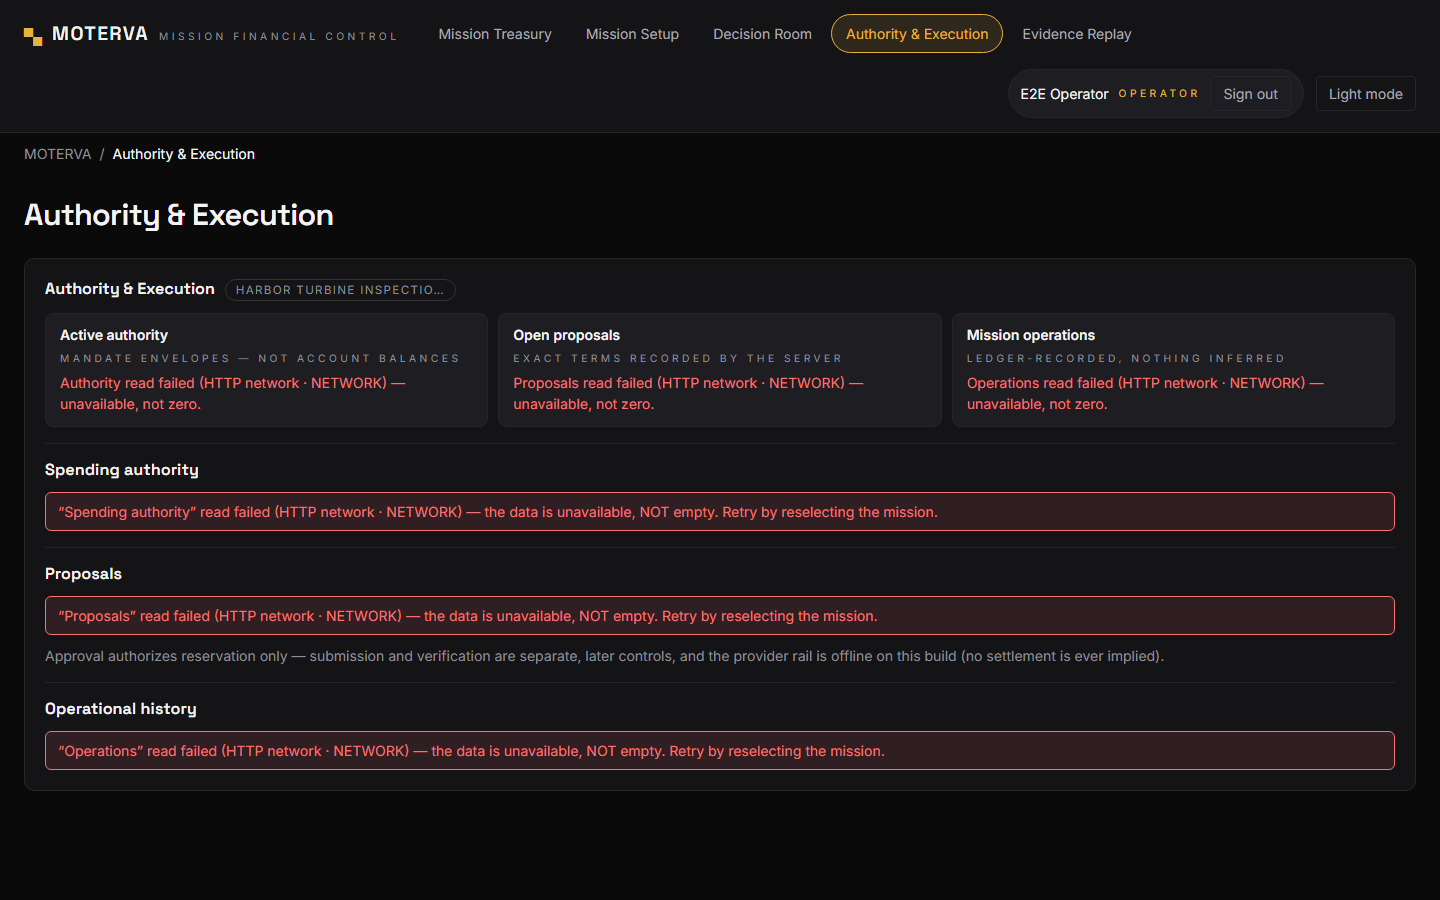 MOTERVA MISSION FINANCIAL CONTROL Mission Treasury Mission Setup Decision Room Authority & Execution Evidence Replay
E2E Operator OPERATOR Sign out Light mode
MOTERVA / Authority & Execution
Authority & Execution
Authority & Execution HARBOR TURBINE INSPECTIO…
Active authority
MANDATE ENVELOPES — NOT ACCOUNT BALANCES
Authority read failed (HTTP network · NETWORK) —
unavailable, not zero.
Open proposals
EXACT TERMS RECORDED BY THE SERVER
Proposals read failed (HTTP network · NETWORK) —
unavailable, not zero.
Mission operations
LEDGER-RECORDED, NOTHING INFERRED
Operations read failed (HTTP network · NETWORK) —
unavailable, not zero.
Spending authority
“Spending authority” read failed (HTTP network · NETWORK) — the data is unavailable, NOT empty. Retry by reselecting the mission.
Proposals
“Proposals” read failed (HTTP network · NETWORK) — the data is unavailable, NOT empty. Retry by reselecting the mission.
Approval authorizes reservation only — submission and verification are separate, later controls, and the provider rail is offline on this build (no settlement is ever implied).
Operational history
“Operations” read failed (HTTP network · NETWORK) — the data is unavailable, NOT empty. Retry by reselecting the mission.